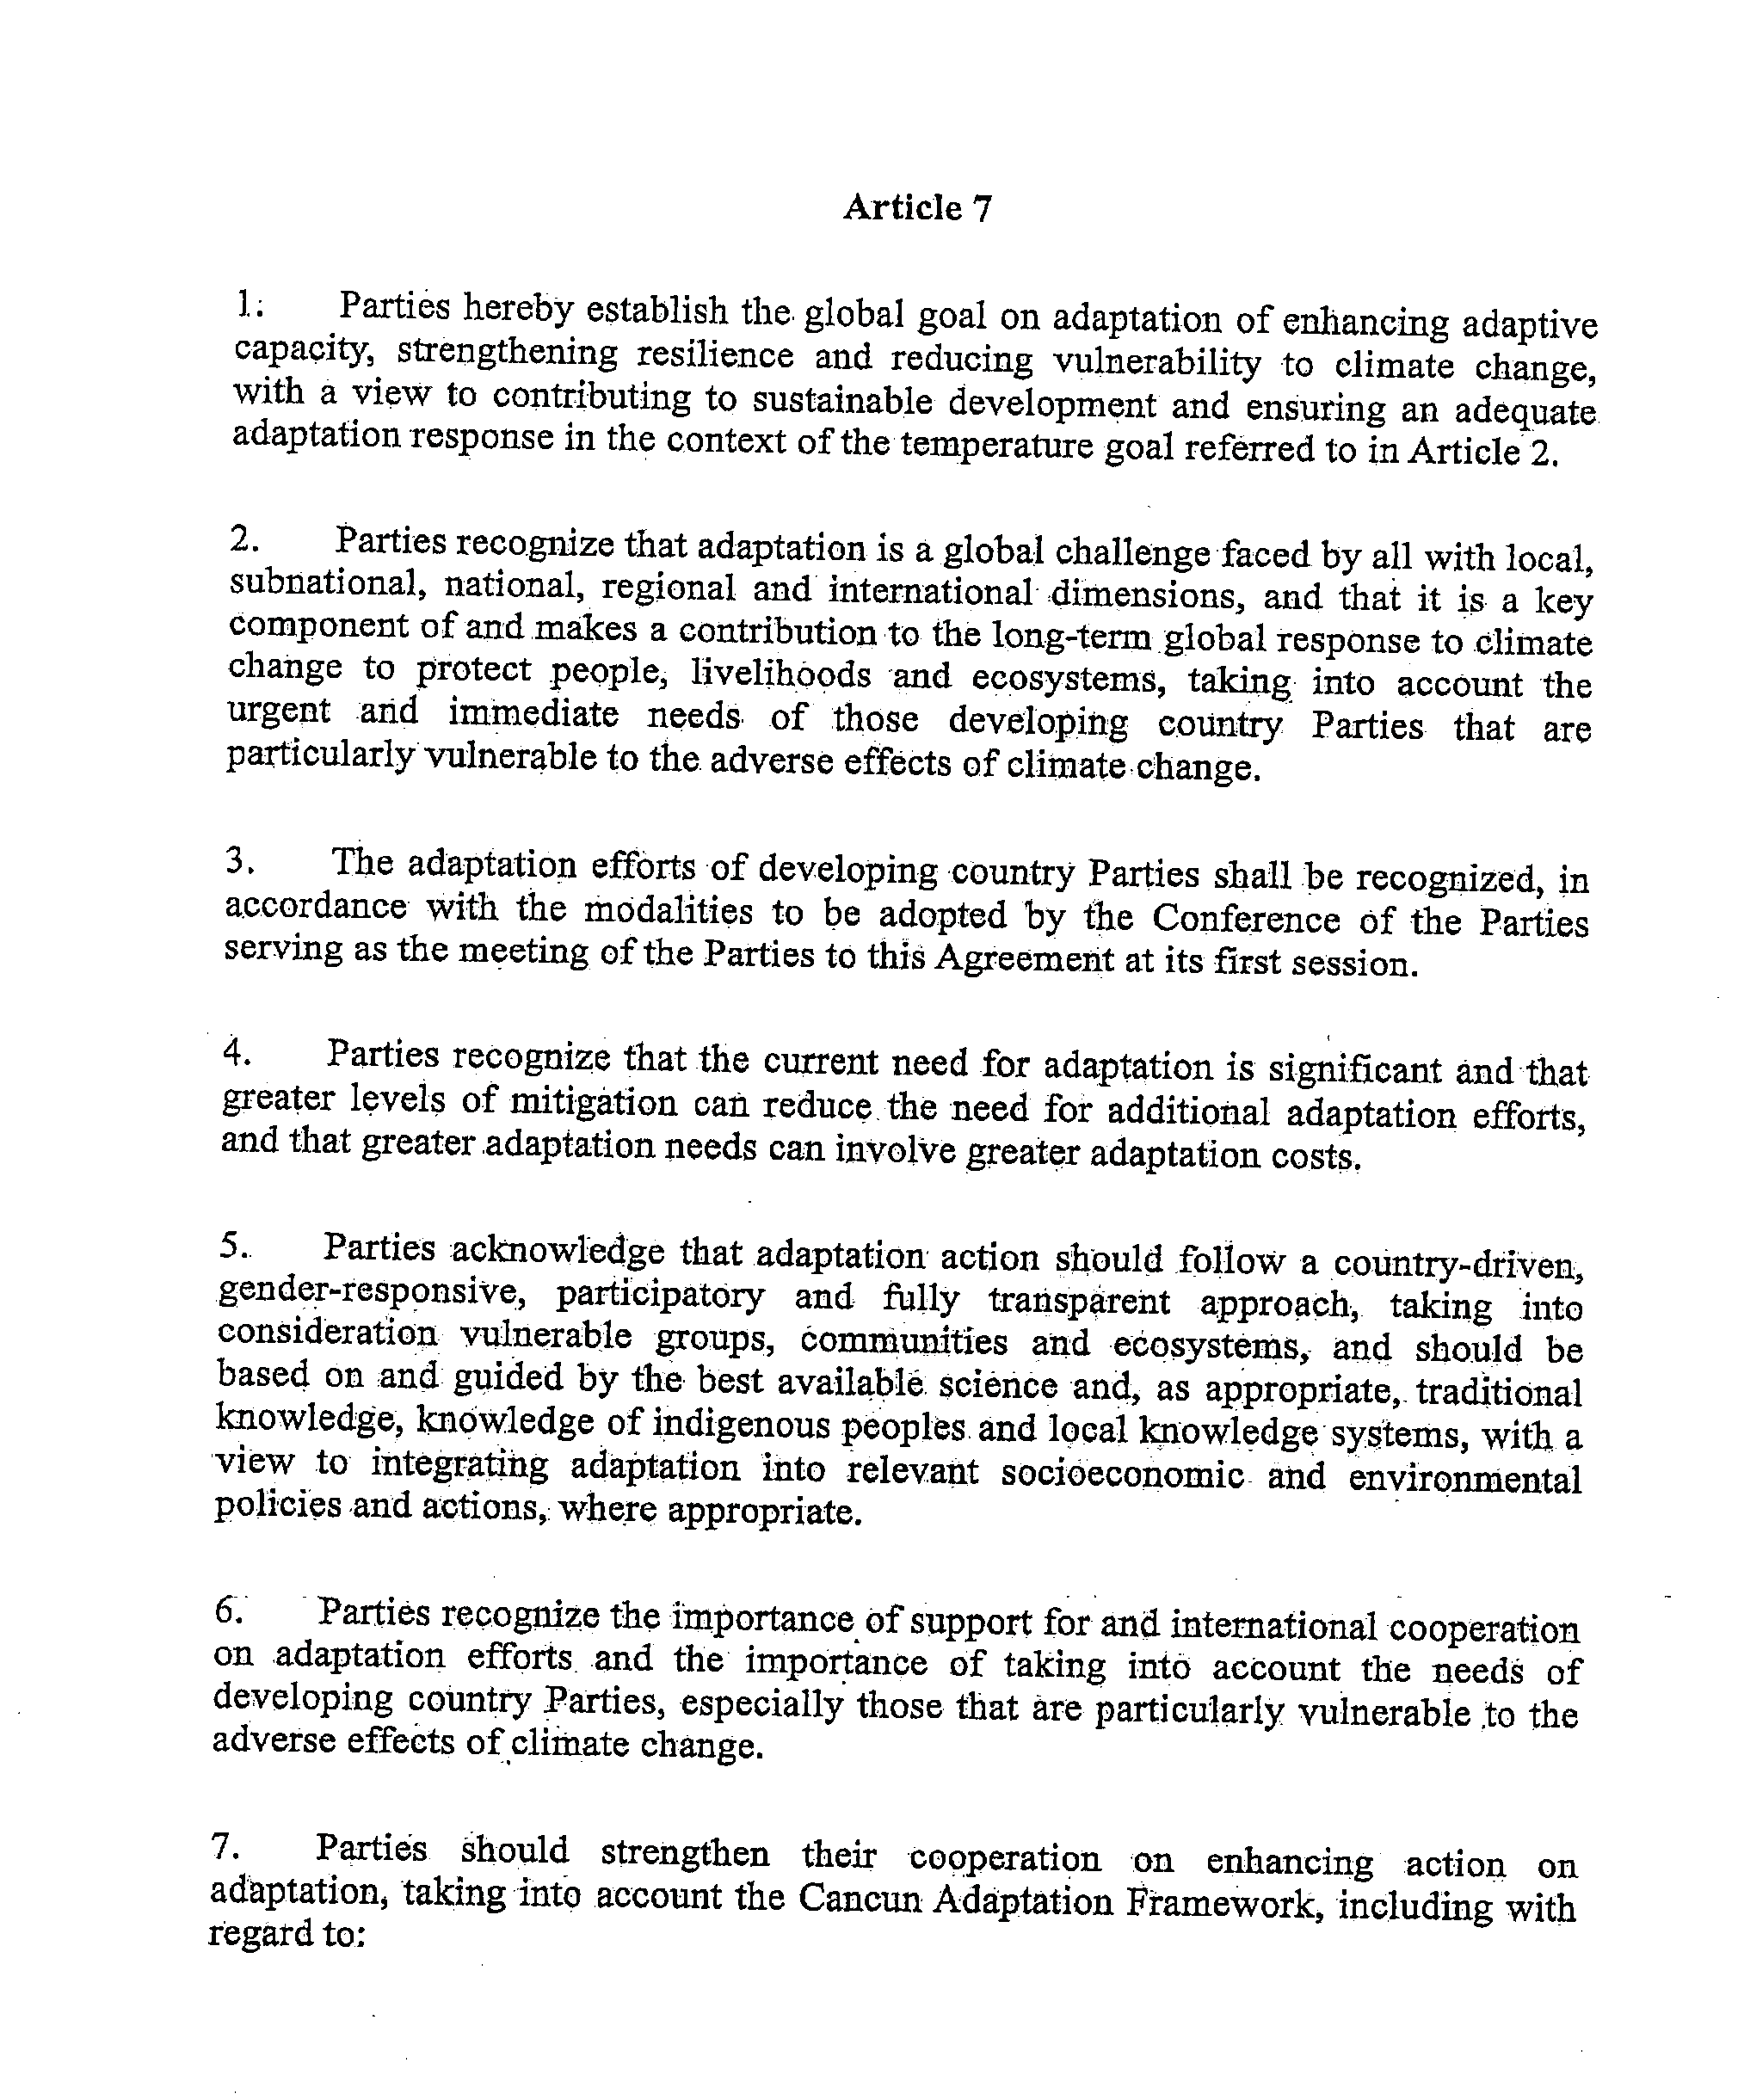 Article 7
1. Parties hereby establish the global goal on adaptation of enhancing adaptive
capacity, strengthening resilience and reducing vulnerability to climate change,
with a view to contributing to sustainable development and ensuring an adequate
adaptation response in the context of the temperature goal referred to in Article 2.
2. Parties recognize that adaptation is a global challenge faced by all with local,
subnational, national, regional and international dimensions, and that it is a key
component of and makes a contribution to the long-term global response to climate
change to protect people, livelihoods and ecosystems, taking into account the
urgent and immediate needs of those developing country Parties that are
particularly vulnerable to the adverse effects of climate change.
3. The adaptation efforts of developing country Parties shall be recognized, in
accordance with the modalities to be adopted by the Conference of the Parties
serving as the meeting of the Parties to this Agreement at its first session.
4. Parties recognize that the current need for adaptation is significant and that
greater levels of mitigation can reduce the need for additional adaptation efforts,
and that greater adaptation needs can involve greater adaptation costs.
5. Parties acknowledge that adaptation action should follow a country-driven,
gender-responsive, participatory and fully transparent approach, taking into
consideration vulnerable groups, communities and ecosystems, and should be
based on and guided by the best available science and, as appropriate, traditional
knowledge, knowledge of indigenous peoples and local knowledge systems, with a
view to integrating adaptation into relevant socioeconomic and environmental
policies and actions, where appropriate.
6. Parties recognize the importance of support for and international cooperation
on adaptation efforts and the importance of taking into account the needs of
developing country Parties, especially those that are particularly vulnerable to the
adverse effects of climate change.
7. Parties should strengthen their cooperation on enhancing action on
adaptation, taking into account the Cancun Adaptation Framework, including with
regard to: